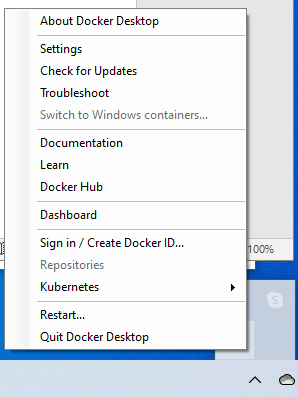 About Docker Desktop
Settings
Check for Updates
Troubleshoot
Switch to Windows containers...
Documentation
Learn
Docker Hub
Dashboard
Sign in / Create Docker ID...
100%
Repositories
Kubernetes
Restart...
Quit Docker Desktop